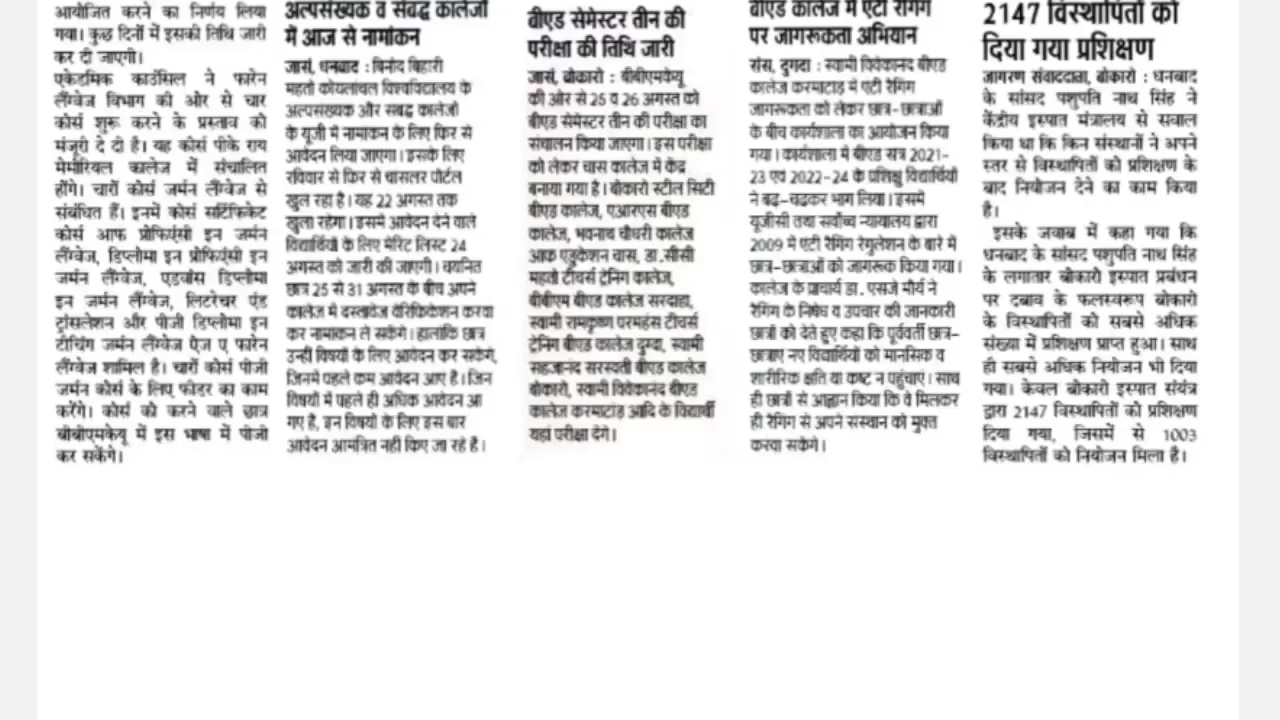 आयोजित करने का निर्णय लिया
गया। कुछ दिनों में इसकी तिथि जारी
कर दी जाएगी।
एकेडमिक काउंसिल ने फारेन
लैंग्वेज विभाग की ओर से चार
कोर्स शुरू करने के प्रस्ताव को
मंजूरी दे दी है। यह कोर्स पीके राय
मेमोरियल कालेज में संचालित
होंगे। चारों कोर्स जर्मन लैंग्वेज से
संबंधित हैं। इनमें कोर्स सर्टिफिकेट
कोर्स आफ प्रोफिएंसी इन जर्मन
लैंग्वेज, डिप्लोमा इन प्रोफिएंसी इन
जर्मन लैंग्वेज, एडवांस डिप्लोमा
इन जर्मन लैंग्वेज, लिटरेचर एंड
ट्रांसलेशन और पीजी डिप्लोमा इन
टीचिंग जर्मन लैंग्वेज ऐज ए फारेन
लैंग्वेज शामिल है। चारों कोर्स पीजी
जर्मन कोर्स के लिए फीडर का काम
करेंगे। कोर्स को करने वाले छात्र
बीबीएमकेयू में इस भाषा में पीजी
कर सकेंगे।
अल्पसंख्यक व संबद्ध कालेजों
में आज से नामांकन
जासं, धनबाद : बिनोद बिहारी
महतो कोयलांचल विश्वविद्यालय के
अल्पसंख्यक और संबद्ध कालेजों
के यूजी में नामांकन के लिए फिर से
आवेदन लिया जाएगा। इसके लिए
रविवार से फिर से चांसलर पोर्टल
खुल रहा है। यह 22 अगस्त तक
खुला रहेगा। इसमें आवेदन देने वाले
विद्यार्थियों के लिए मेरिट लिस्ट 24
अगस्त को जारी की जाएगी। चयनित
छात्र 25 से 31 अगस्त के बीच अपने
कालेज में दस्तावेज वेरिफिकेशन करवा
कर नामांकन ले सकेंगे। हालांकि छात्र
उन्हीं विषयों के लिए आवेदन कर सकेंगे,
जिनमें पहले कम आवेदन आए है। जिन
विषयों में पहले ही अधिक आवेदन आ
गए है, इन विषयों के लिए इस बार
आवेदन आमंत्रित नहीं किए जा रहे है।
बीएड सेमेस्टर तीन की
परीक्षा की तिथि जारी
जासं, बोकारो : बीबीएमकेयू
की ओर से 25 व 26 अगस्त को
बीएड सेमेस्टर तीन की परीक्षा का
संचालन किया जाएगा। इस परीक्षा
को लेकर चास कालेज में केंद्र
बनाया गया है। बोकारो स्टील सिटी
बीएड कालेज, एआरएस बीएड
कालेज, भवनाथ चौधरी कालेज
आफ एडुकेशन चास, डा.सीसी
महतो टीचर्स ट्रेनिंग कालेज,
बीबीएम बीएड कालेज सरदाहा,
स्वामी रामकृष्ण परमहंस टीचर्स
ट्रेनिंग बीएड कालेज दुग्दा, स्वामी
सहजानंद सरस्वती बीएड कालेज
बोकारो, स्वामी विवेकानंद बीएड
कालेज करमाटांड़ आदि के विद्यार्थी
यहां परीक्षा देंगे।
बीएड कालेज में एंटी रैगिंग
पर जागरूकता अभियान
संस, दुगदा : स्वामी विवेकानंद बीएड
कालेज करमाटांड़ में एंटी रैगिंग
जागरूकता को लेकर छात्र-छात्राओं
के बीच कार्यशाला का आयोजन किया
गया। कार्यशाला में बीएड सत्र 2021-
23 एवं 2022-24 के प्रशिक्षु विद्यार्थियों
ने बढ़-चढ़कर भाग लिया। इसमें
यूजीसी तथा सर्वोच्च न्यायालय द्वारा
2009 में एंटी रैगिंग रेगुलेशन के बारे में
छात्र-छात्राओं को जागरूक किया गया।
कालेज के प्राचार्य डा. एसजे मौर्य ने
रैगिंग के निषेध व उपचार की जानकारी
छात्रों को देते हुए कहा कि पूर्ववर्ती छात्र-
छात्राएं नए विद्यार्थियों को मानसिक व
शारीरिक क्षति या कष्ट न पहुंचाएं। साथ
ही छात्रों से आह्वान किया कि वे मिलकर
ही रैगिंग से अपने संस्थान को मुक्त
करवा सकेंगे।
2147 विस्थापितों को
दिया गया प्रशिक्षण
जागरण संवाददाता, बोकारो : धनबाद
के सांसद पशुपति नाथ सिंह ने
केंद्रीय इस्पात मंत्रालय से सवाल
किया था कि किन संस्थानों ने अपने
स्तर से विस्थापितों को प्रशिक्षण के
बाद नियोजन देने का काम किया
है।
इसके जवाब में कहा गया कि
धनबाद के सांसद पशुपति नाथ सिंह
के लगातार बोकारो इस्पात प्रबंधन
पर दबाव के फलस्वरूप बोकारो
के विस्थापितों को सबसे अधिक
संख्या में प्रशिक्षण प्राप्त हुआ। साथ
ही सबसे अधिक नियोजन भी दिया
गया। केवल बोकारो इस्पात संयंत्र
द्वारा 2147 विस्थापितों को प्रशिक्षण
दिया गया, जिसमें से 1003
विस्थापितों को नियोजन मिला है।